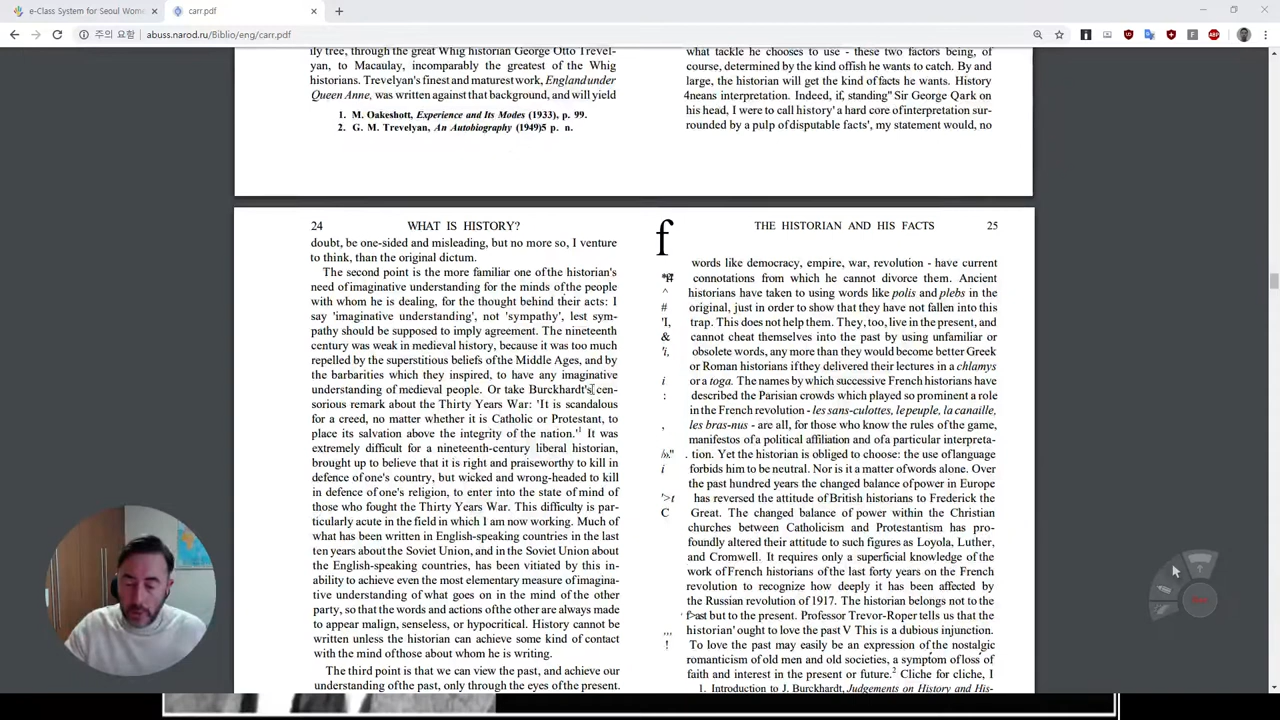 e-Class System for Seoul Wome
carr.pdf
주의 요함
abuss.narod.ru/Biblio/eng/carr.pdf
ily tree, through the great Whig historian George Otto Trevel-
yan, to Macaulay, incomparably the greatest of the Whig
historians. Trevelyan's finest and maturest work, England under
Queen Anne, was written against that background, and will yield
1. M. Oakeshott, Experience and Its Modes (1933), p. 99.
2. G. M. Trevelyan, An Autobiography (1949)5 p. n.
what tackle he chooses to use - these two factors being, of
course, determined by the kind offish he wants to catch. By and
large, the historian will get the kind of facts he wants. History
4neans interpretation. Indeed, if, standing" Sir George Qark on
his head, I were to call history' a hard core of interpretation sur-
rounded by a pulp of disputable facts', my statement would, no
24 WHAT IS HISTORY?
doubt, be one-sided and misleading, but no more so, I venture
to think, than the original dictum.
The second point is the more familiar one of the historian's
need of imaginative understanding for the minds of the people
with whom he is dealing, for the thought behind their acts: I
say 'imaginative understanding', not 'sympathy', lest sym-
pathy should be supposed to imply agreement. The nineteenth
century was weak in medieval history, because it was too much
repelled by the superstitious beliefs of the Middle Ages, and by
the barbarities which they inspired, to have any imaginative
understanding of medieval people. Or take Burckhardt's cen-
sorious remark about the Thirty Years War: 'It is scandalous
for a creed, no matter whether it is Catholic or Protestant, to
place its salvation above the integrity of the nation.'1 It was
extremely difficult for a nineteenth-century liberal historian,
brought up to believe that it is right and praiseworthy to kill in
defence of one's country, but wicked and wrong-headed to kill
in defence of one's religion, to enter into the state of mind of
those who fought the Thirty Years War. This difficulty is par-
ticularly acute in the field in which I am now working. Much of
what has been written in English-speaking countries in the last
ten years about the Soviet Union, and in the Soviet Union about
the English-speaking countries, has been vitiated by this in-
ability to achieve even the most elementary measure of imagina-
tive understanding of what goes on in the mind of the other
party, so that the words and actions of the other are always made
to appear malign, senseless, or hypocritical. History cannot be
written unless the historian can achieve some kind of contact
with the mind of those about whom he is writing.
The third point is that we can view the past, and achieve our
understanding ofthe past, only through the eyes of the present.
f THE HISTORIAN AND HIS FACTS 25
words like democracy, empire, war, revolution - have current
connotations from which he cannot divorce them. Ancient
^ historians have taken to using words like polis and plebs in the
# original, just in order to show that they have not fallen into this
'I, trap. This does not help them. They, too, live in the present, and
& cannot cheat themselves into the past by using unfamiliar or
'i, obsolete words, any more than they would become better Greek
or Roman historians if they delivered their lectures in a chlamys
i or a toga. The names by which successive French historians have
: described the Parisian crowds which played so prominent a role
in the French revolution - les sans-culottes, le peuple, la canaille,
, les bras-nus - are all, for those who know the rules of the game,
manifestos of a political affiliation and of a particular interpreta-
. tion. Yet the historian is obliged to choose: the use of language
i forbids him to be neutral. Nor is it a matter of words alone. Over
the past hundred years the changed balance of power in Europe
'>t has reversed the attitude of British historians to Frederick the
C Great. The changed balance of power within the Christian
churches between Catholicism and Protestantism has pro-
foundly altered their attitude to such figures as Loyola, Luther,
and Cromwell. It requires only a superficial knowledge of the
work of French historians of the last forty years on the French
revolution to recognize how deeply it has been affected by
the Russian revolution of 1917. The historian belongs not to the
' f>ast but to the present. Professor Trevor-Roper tells us that the
,,, historian' ought to love the past V This is a dubious injunction.
! To love the past may easily be an expression of the nostalgic
romanticism of old men and old societies, a symptom of loss of
faith and interest in the present or future.2 Cliche for cliche, I
1. Introduction to J. Burckhardt, Judgements on History and His-